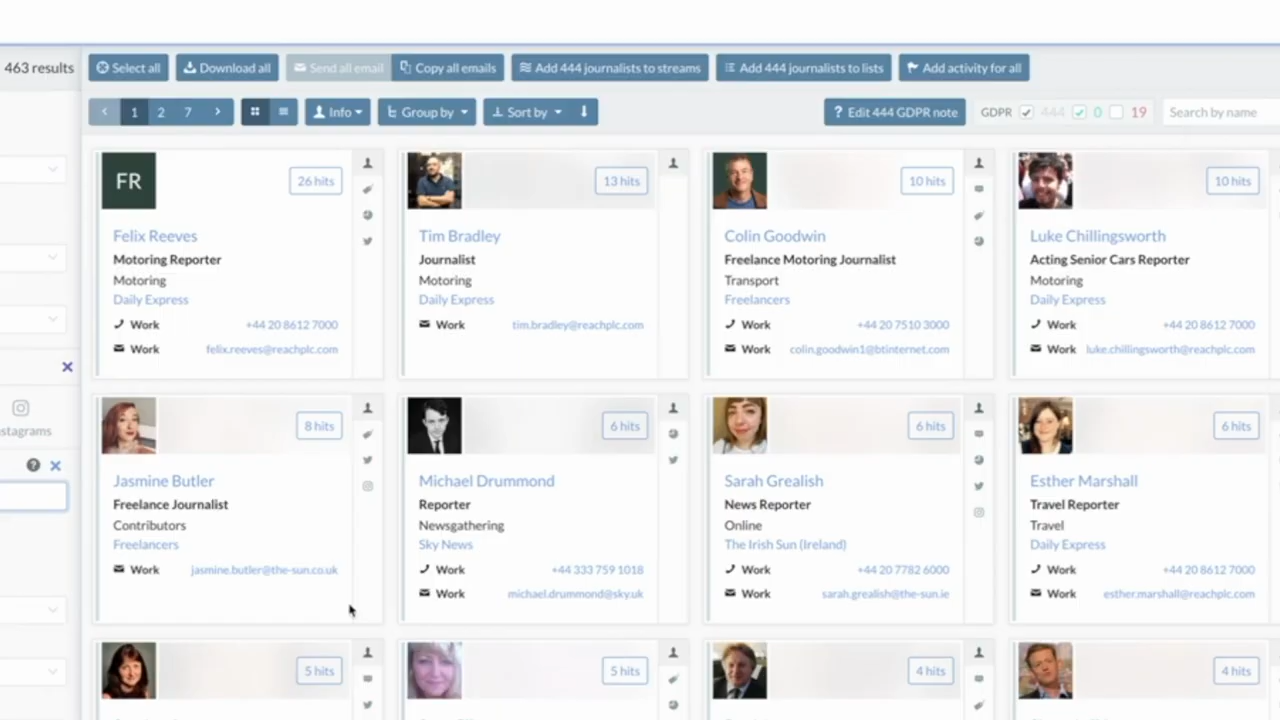 463 results Select all Download all Send all email Copy all emails Add 444 journalists to streams Add 444 journalists to lists Add activity for all
1 2 7 Info Group by Sort by ? Edit 444 GDPR note GDPR 444 0 19 Search by name
FR 26 hits 13 hits 10 hits 10 hits
Felix Reeves Tim Bradley Colin Goodwin Luke Chillingsworth
Motoring Reporter Journalist Freelance Motoring Journalist Acting Senior Cars Reporter
Motoring Motoring Transport Motoring
Daily Express Daily Express Freelancers Daily Express
Work +44 20 8612 7000 Work tim.bradley@reachplc.com Work +44 20 7510 3000 Work +44 20 8612 7000
Work felix.reeves@reachplc.com Work colin.goodwin1@btinternet.com Work luke.chillingsworth@reachplc.com
stagrams 8 hits 6 hits 6 hits 6 hits
Jasmine Butler Michael Drummond Sarah Grealish Esther Marshall
Freelance Journalist Reporter News Reporter Travel Reporter
Contributors Newsgathering Online Travel
Freelancers Sky News The Irish Sun (Ireland) Daily Express
Work jasmine.butler@the-sun.co.uk Work +44 333 759 1018 Work +44 20 7782 6000 Work +44 20 8612 7000
Work michael.drummond@sky.uk Work sarah.grealish@the-sun.ie Work esther.marshall@reachplc.com
5 hits 5 hits 4 hits 4 hits